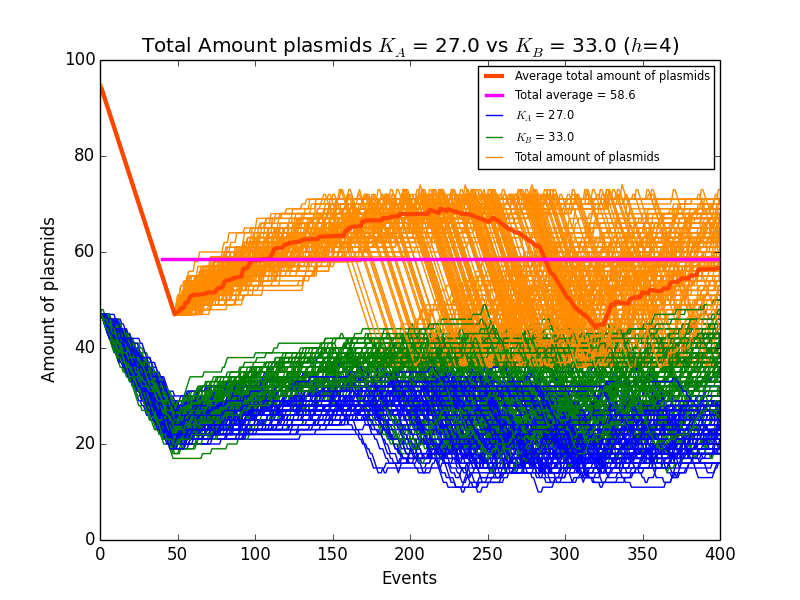 Total Amount plasmids K_A = 27.0 vs K_B = 33.0 (h=4)
100
80
60
40
20
0
Amount of plasmids
Average total amount of plasmids
Total average = 58.6
K_A = 27.0
K_B = 33.0
Total amount of plasmids
0 50 100 150 200 250 300 350 400
Events